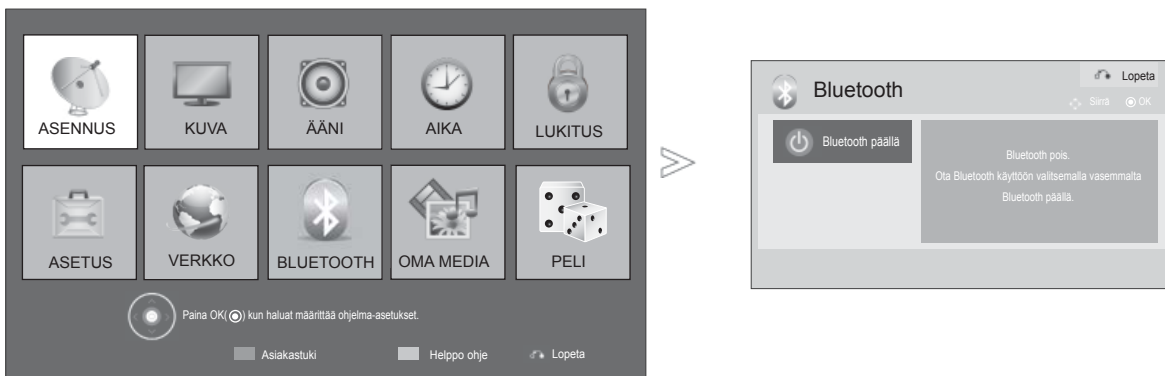 ASENNUS
KUVA
ÄÄNI
AIKA
LUKITUS
ASETUS
VERKKO
BLUETOOTH
OMA MEDIA
PELI
Paina OK(◉) kun haluat määrittää ohjelma-asetukset.
Asiakastuki
Helppo ohje
Lopeta
Bluetooth
Lopeta
Siirrä
OK
Bluetooth päällä
Bluetooth pois.
Ota Bluetooth käyttöön valitsemalla vasemmalta
Bluetooth päällä.